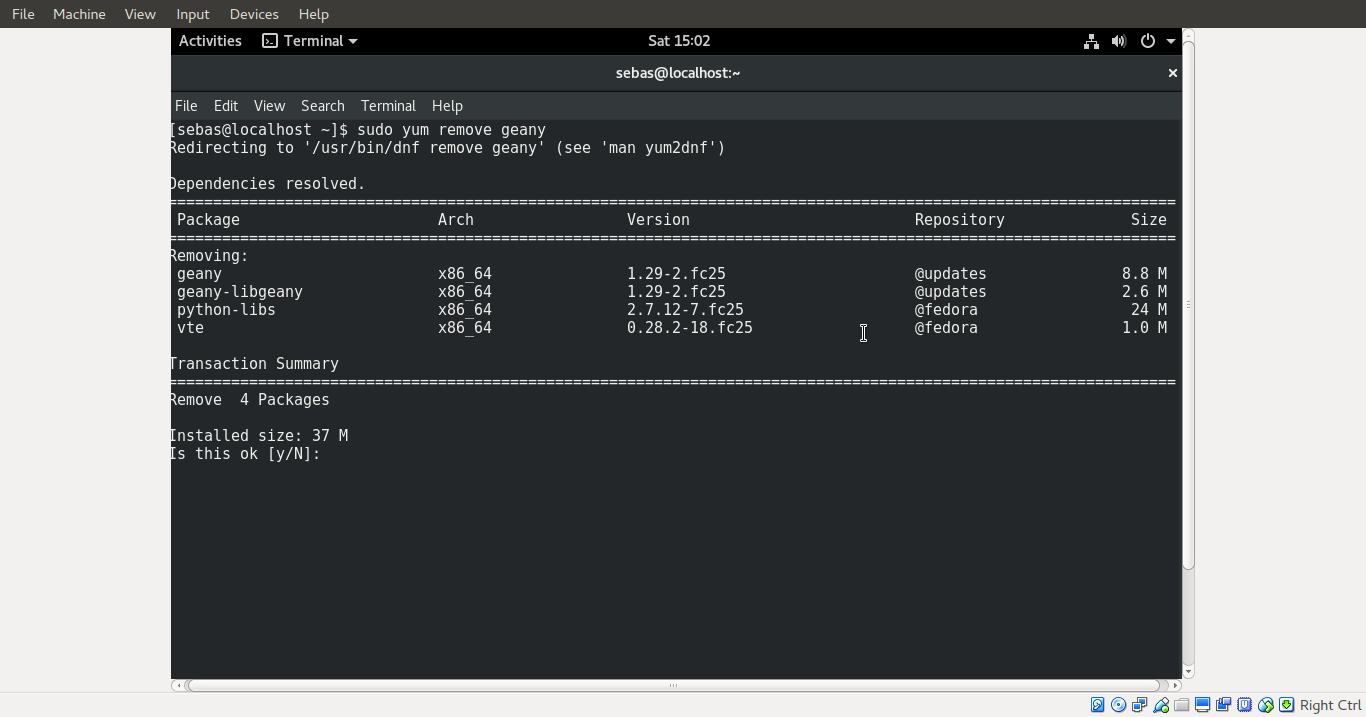 File Machine View Input Devices Help
Activities Terminal Sat 15:02
sebas@localhost:~ ×
File Edit View Search Terminal Help
[sebas@localhost ~]$ sudo yum remove geany
Redirecting to '/usr/bin/dnf remove geany' (see 'man yum2dnf')
Dependencies resolved.
================================================================================================================
Package Arch Version Repository Size
================================================================================================================
Removing:
geany x86_64 1.29-2.fc25 @updates 8.8 M
geany-libgeany x86_64 1.29-2.fc25 @updates 2.6 M
python-libs x86_64 2.7.12-7.fc25 @fedora 24 M
vte x86_64 0.28.2-18.fc25 @fedora 1.0 M
Transaction Summary
================================================================================================================
Remove  4 Packages
Installed size: 37 M
Is this ok [y/N]:
Right Ctrl